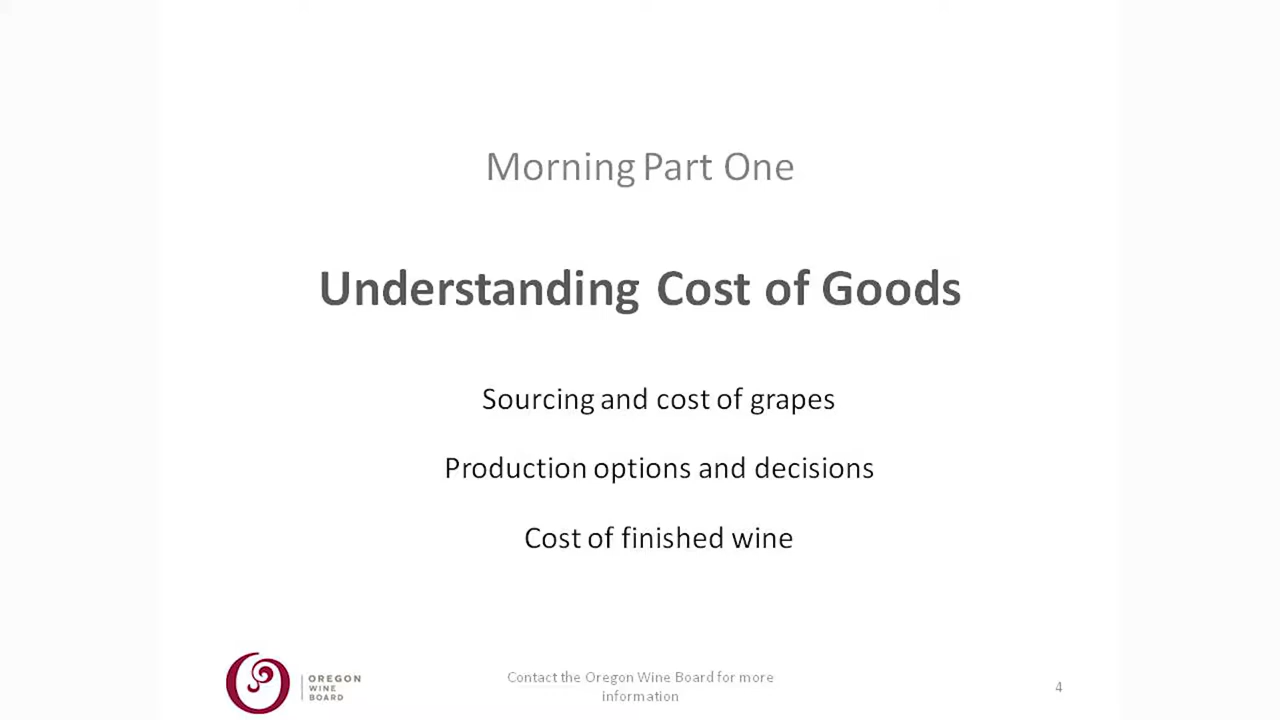 Morning Part One
Understanding Cost of Goods
Sourcing and cost of grapes
Production options and decisions
Cost of finished wine
OREGON
WINE
BOARD
Contact the Oregon Wine Board for more
information
4